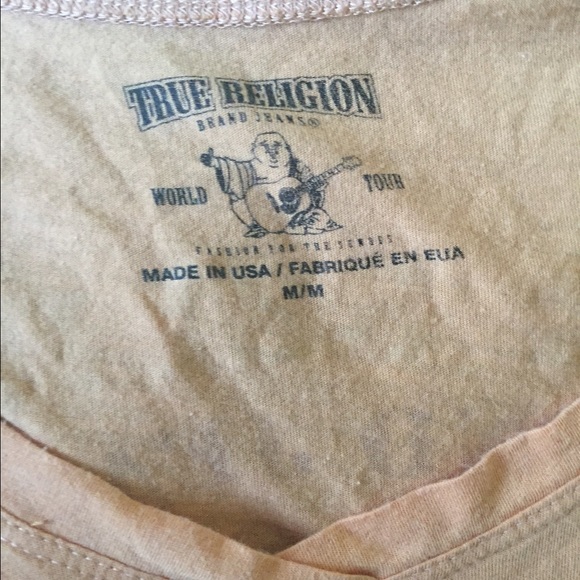 TRUE RELIGION
BRAND JEANS®
WORLD TOUR
FASHION FOR THE SENSES
MADE IN USA / FABRIQUÉ EN EUA
M/M